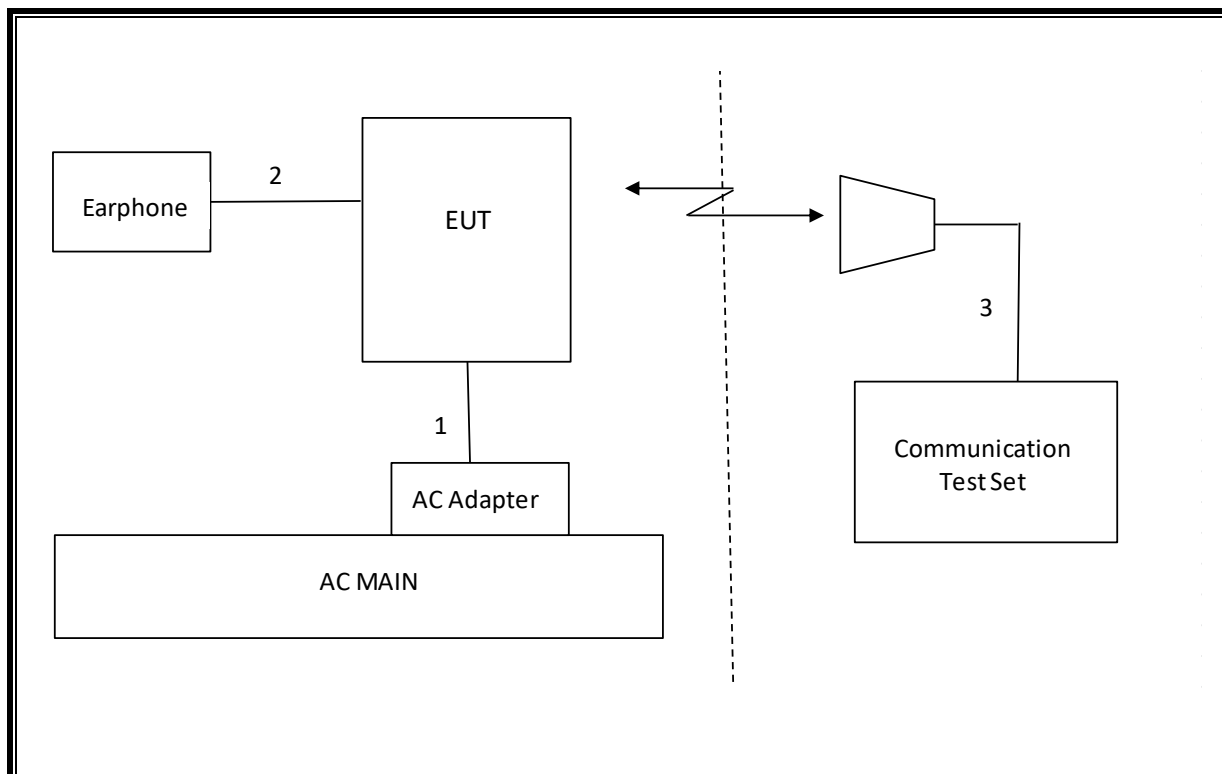 2
Earphone
EUT
3
1
Communication
Test Set
AC Adapter
AC MAIN